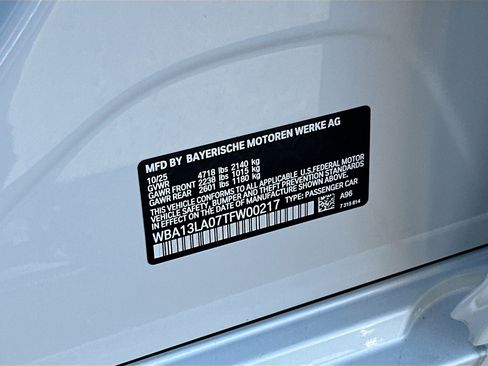 MFD BY BAYERISCHE MOTOREN WERKE AG
10/25
GVWR 4718 lbs 2140 kg
GAWR FRONT 2238 lbs 1015 kg
GAWR REAR 2601 lbs 1180 kg
THIS VEHICLE CONFORMS TO ALL APPLICABLE U.S.FEDERAL MOTOR
VEHICLE SAFETY, BUMPER AND THEFT PREVENTION STANDARDS
IN EFFECT ON THE DATE OF MANUFACTURE SHOWN ABOVE.
WBA13LA07TFW00217 TYPE: PASSENGER CAR
A96
7 315 614